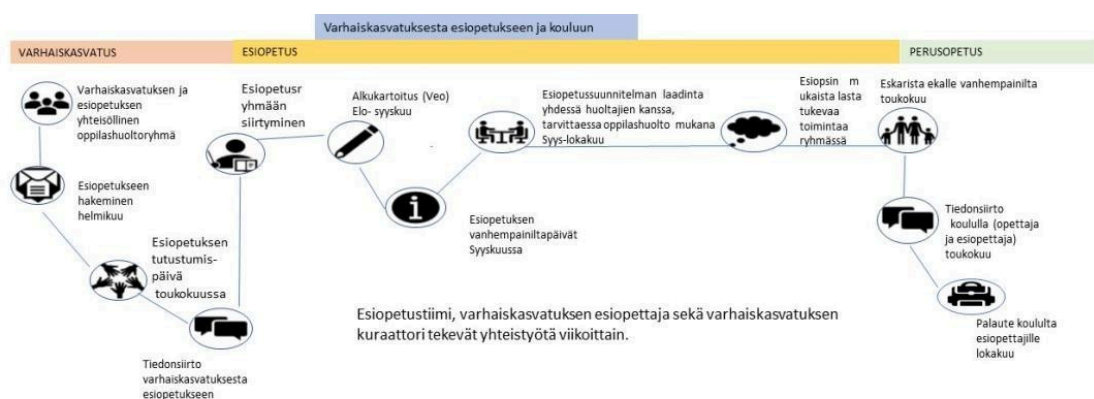 Varhaiskasvatuksesta esiopetukseen ja kouluun
VARHAISKASVATUS
ESIOPETUS
PERUSOPETUS
Varhaiskasvatuksen ja
esiopetuksen
yhteisöllinen
oppilashuoltoryhmä
Esiopetukseen
hakeminen
helmikuu
Esiopetuksen
tutustumis-
päivä
toukokuussa
Tiedonsiirto
varhaiskasvatuksesta
esiopetukseen
Esiopetusr
yhmään
siirtyminen
Alkukartoitus (Veo)
Elo- syyskuu
Esiopetuksen
vanhempainiltapäivät
Syyskuussa
Esiopetussuunnitelman laadinta
yhdessä huoltajien kanssa,
tarvittaessa oppilashuolto mukana
Syys-lokakuu
Esiopsin m
ukaista lasta
tukevaa
toimintaa
ryhmässä
Eskarista ekalle vanhempainilta
toukokuu
Tiedonsiirto
koululla (opettaja
ja esiopettaja)
toukokuu
Palaute koululta
esiopettajille
lokakuu
Esiopetustiimi, varhaiskasvatuksen esiopettaja sekä varhaiskasvatuksen
kuraattori tekevät yhteistyötä viikoittain.